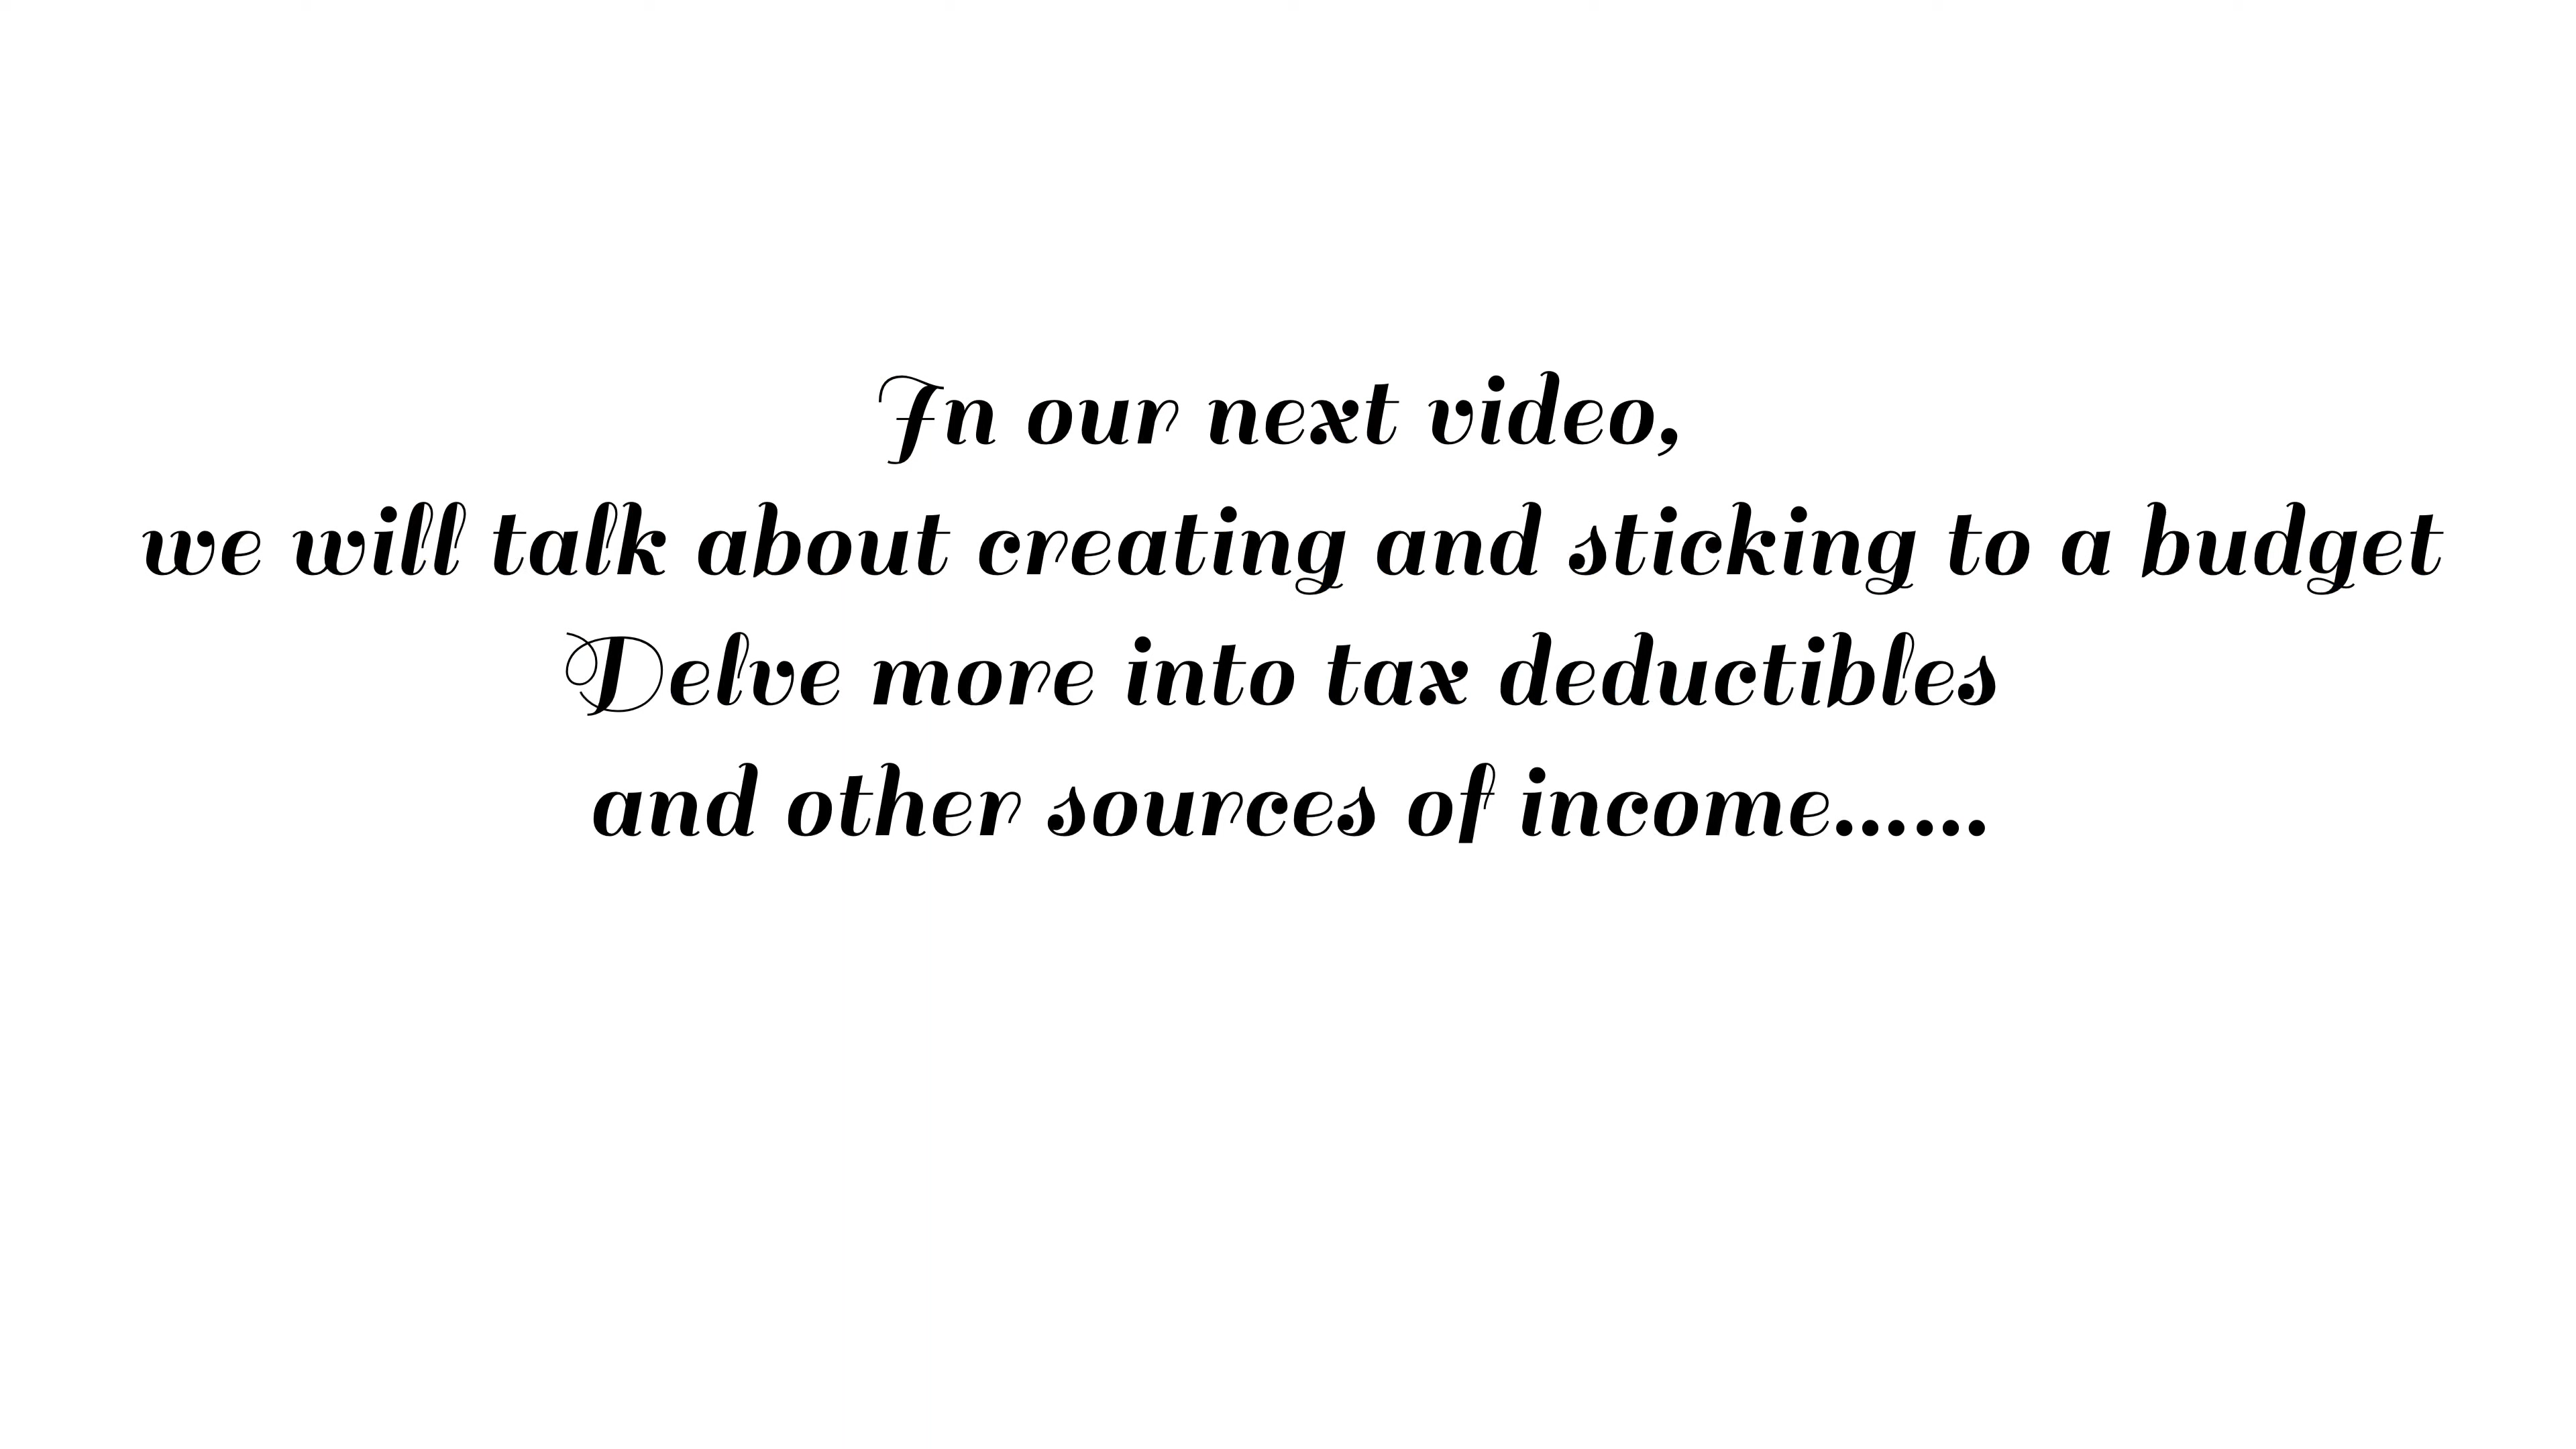 In our next video,
we will talk about creating and sticking to a budget
Delve more into tax deductibles
and other sources of income......